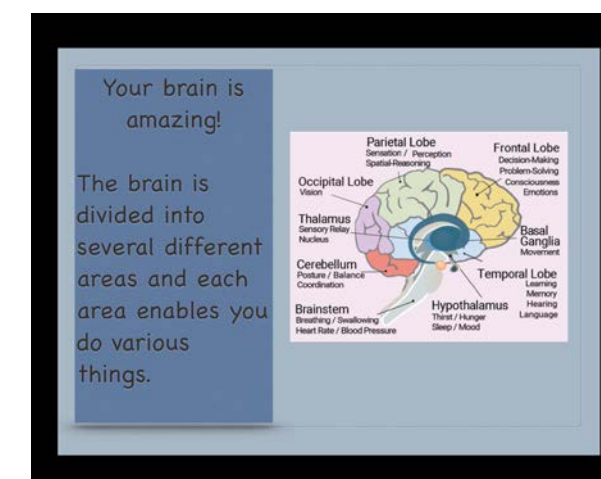 Your brain is
amazing!
The brain is
divided into
several different
areas and each
area enables you
do various
things.
Parietal Lobe
Sensation / Perception
Spatial-Reasoning
Frontal Lobe
Decision-Making
Problem-Solving
Consciousness
Emotions
Occipital Lobe
Vision
Thalamus
Sensory Relay
Nucleus
Basal
Ganglia
Movement
Cerebellum
Posture / Balance
Coordination
Temporal Lobe
Learning
Memory
Hearing
Language
Brainstem
Breathing / Swallowing
Heart Rate / Blood Pressure
Hypothalamus
Thirst / Hunger
Sleep / Mood